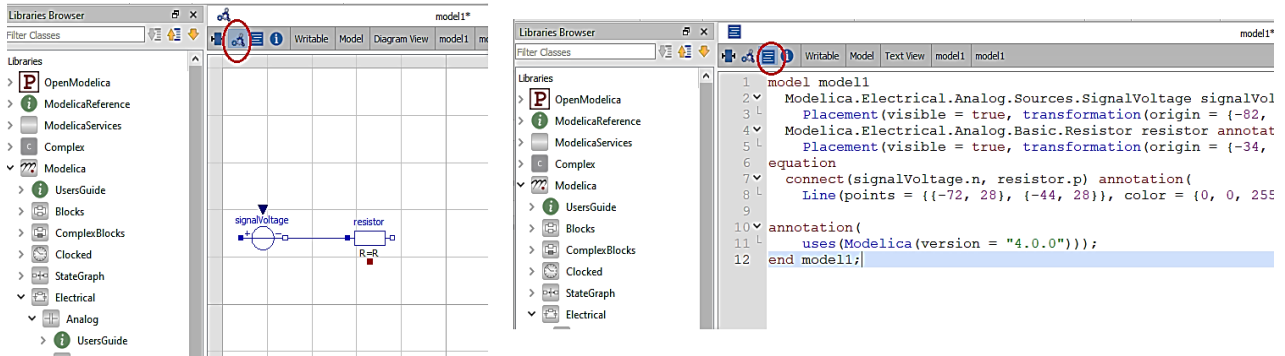 Libraries Browser
Filter Classes
Libraries
P OpenModelica
i ModelicaReference
ModelicaServices
C Complex
Modelica
i UsersGuide
Blocks
ComplexBlocks
Clocked
StateGraph
Electrical
Analog
i UsersGuide
model1*
i Writable Model Diagram View model1
signalVoltage
+ -
resistor
R=R
Libraries Browser
Filter Classes
Libraries
P OpenModelica
i ModelicaReference
ModelicaServices
C Complex
Modelica
i UsersGuide
Blocks
ComplexBlocks
Clocked
StateGraph
Electrical
model1*
i Writable Model Text View model1 model1
1 model model1
2 Modelica.Electrical.Analog.Sources.SignalVoltage signalVol
3 Placement(visible = true, transformation(origin = {-82,
4 Modelica.Electrical.Analog.Basic.Resistor resistor annotat
5 Placement(visible = true, transformation(origin = {-34,
6 equation
7 connect(signalVoltage.n, resistor.p) annotation(
8 Line(points = {{-72, 28}, {-44, 28}}, color = {0, 0, 255
9
10 annotation(
11 uses(Modelica(version = "4.0.0")));
12 end model1;